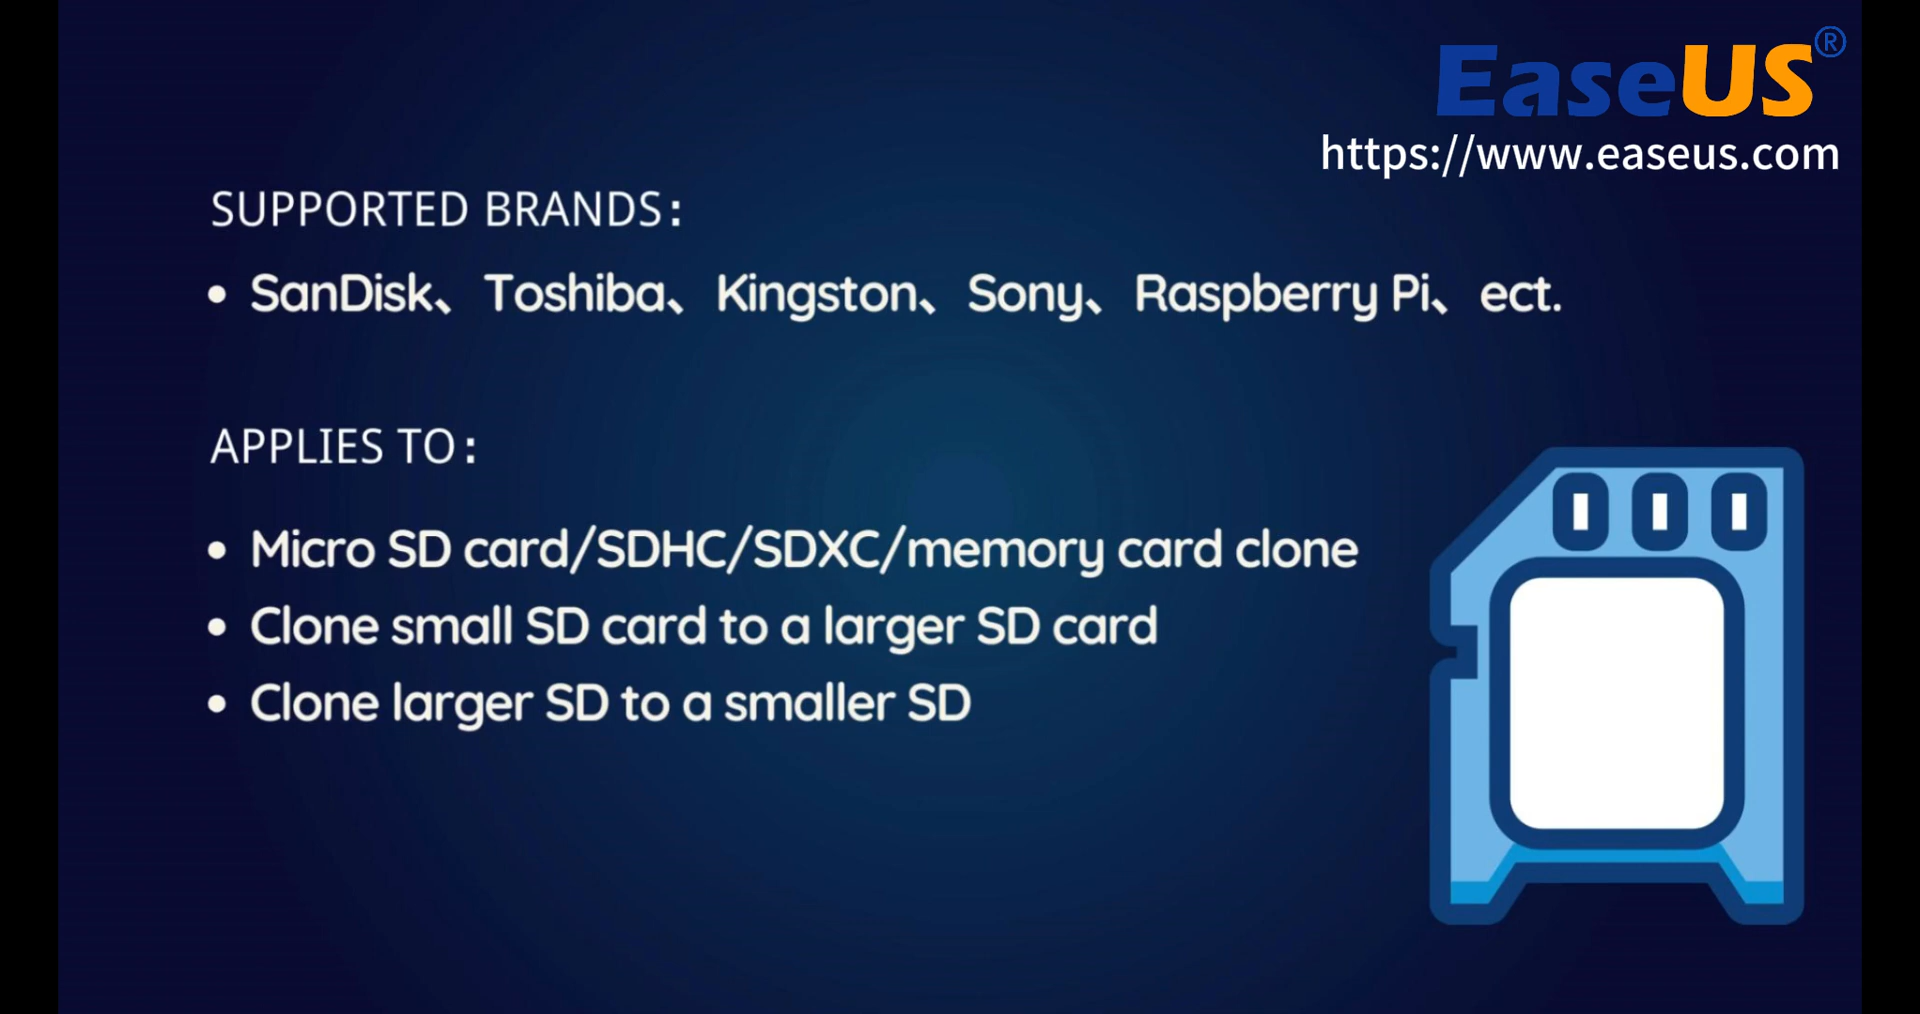 EaseUS®
https://www.easeus.com
SUPPORTED BRANDS:
• SanDisk、Toshiba、Kingston、Sony、Raspberry Pi、ect.
APPLIES TO:
• Micro SD card/SDHC/SDXC/memory card clone
• Clone small SD card to a larger SD card
• Clone larger SD to a smaller SD